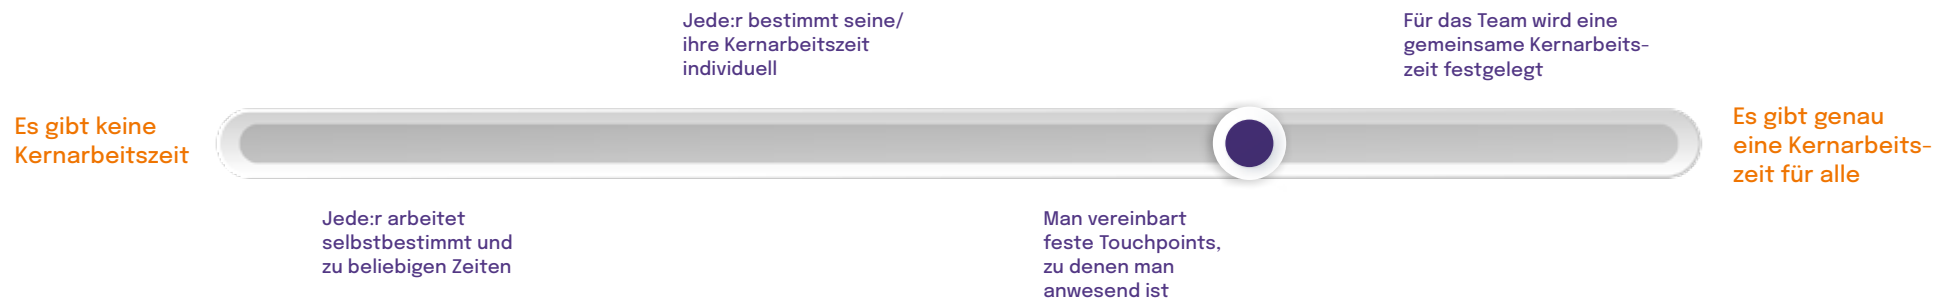 Jede:r bestimmt seine/
ihre Kernarbeitszeit
individuell
Für das Team wird eine
gemeinsame Kernarbeits-
zeit festgelegt
Es gibt keine
Kernarbeitszeit
Es gibt genau
eine Kernarbeits-
zeit für alle
Jede:r arbeitet
selbstbestimmt und
zu beliebigen Zeiten
Man vereinbart
feste Touchpoints,
zu denen man
anwesend ist